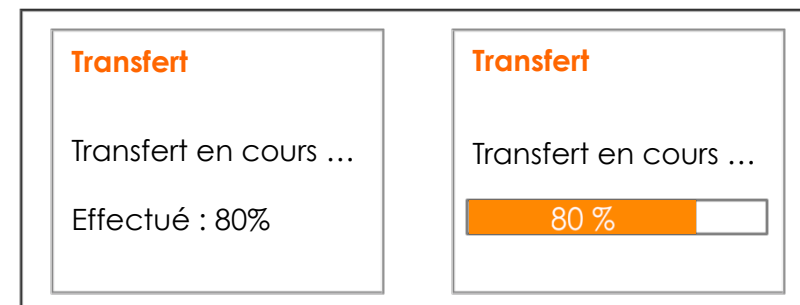 Transfert
Transfert en cours …
Effectué : 80%
Transfert
Transfert en cours …
80 %